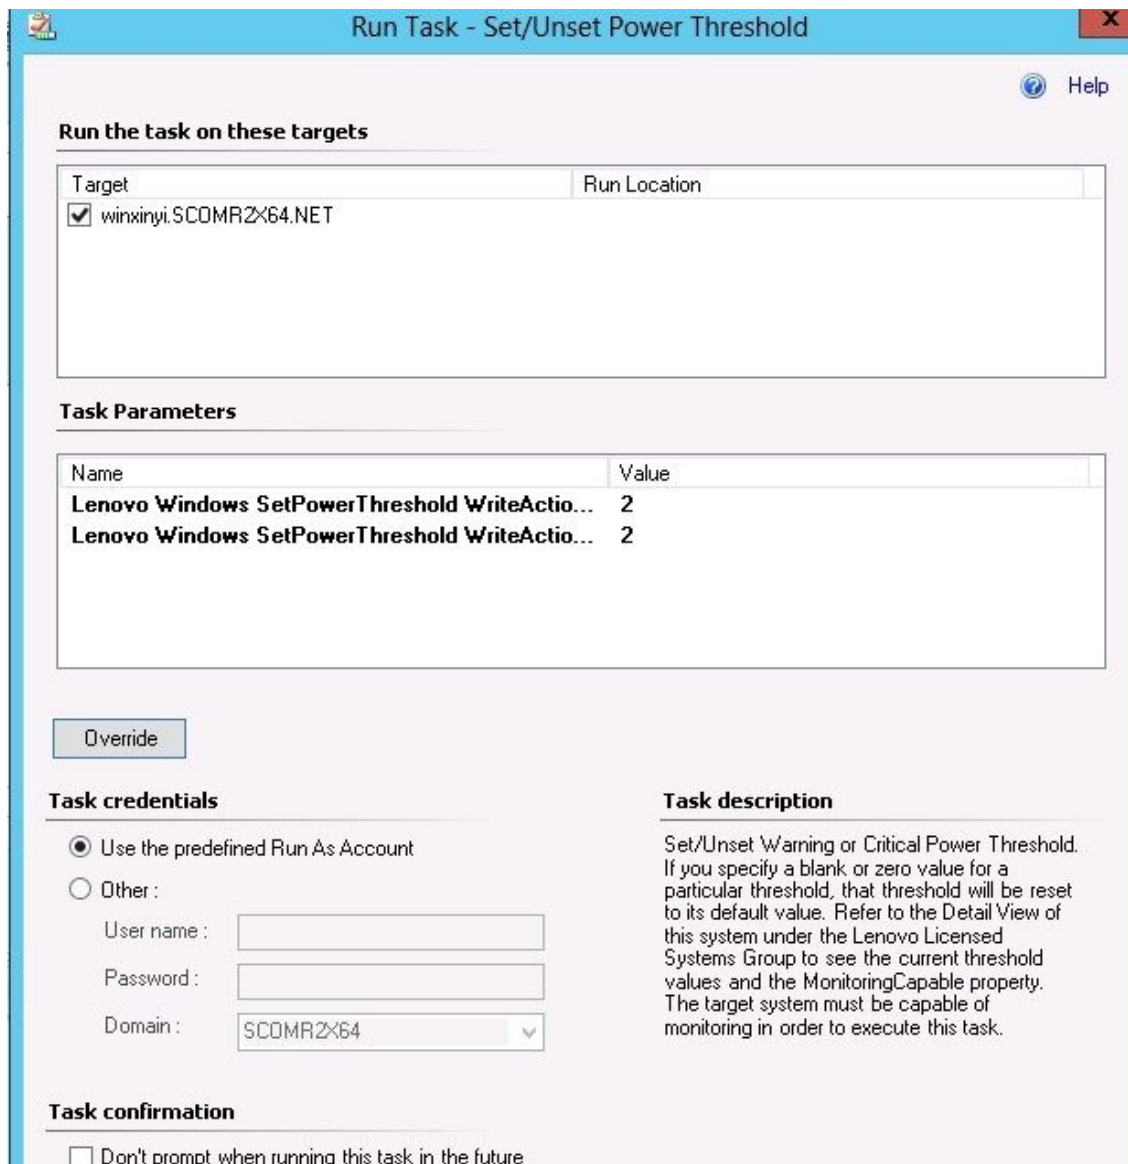 Run Task - Set/Unset Power Threshold
X
Help
Run the task on these targets
Target Run Location
winxinyi.SCOMR2X64.NET
Task Parameters
Name Value
Lenovo Windows SetPowerThreshold WriteActio... 2
Lenovo Windows SetPowerThreshold WriteActio... 2
Override
Task credentials
Use the predefined Run As Account
Other :
User name :
Password :
Domain : SCOMR2X64
Task description
Set/Unset Warning or Critical Power Threshold.
If you specify a blank or zero value for a
particular threshold, that threshold will be reset
to its default value. Refer to the Detail View of
this system under the Lenovo Licensed
Systems Group to see the current threshold
values and the MonitoringCapable property.
The target system must be capable of
monitoring in order to execute this task.
Task confirmation
Don't prompt when running this task in the future